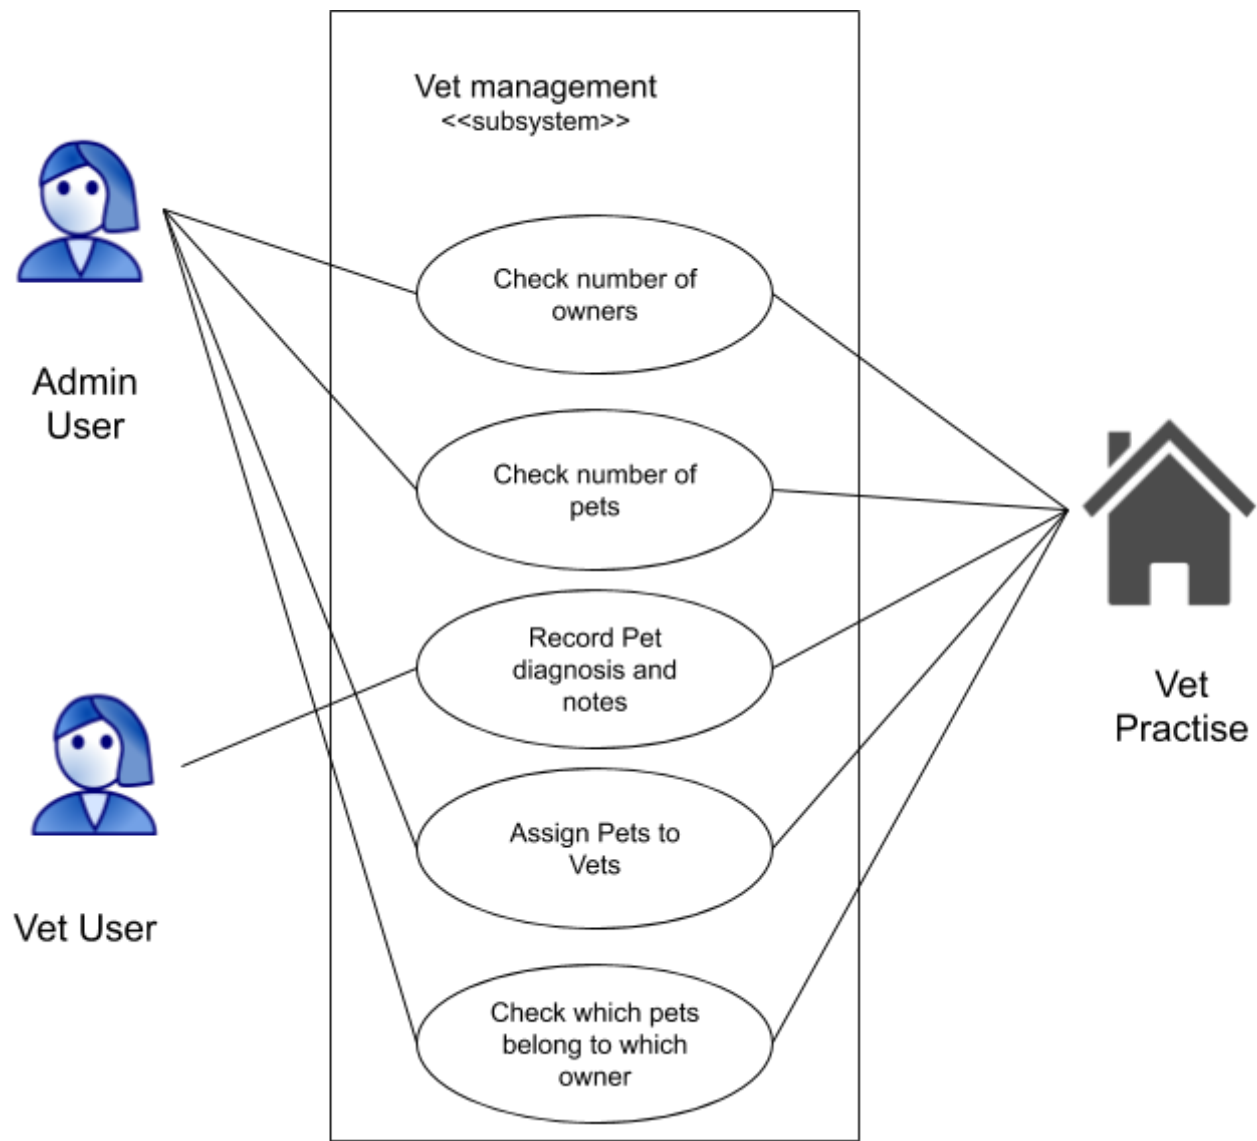 Vet management
<<subsystem>>
Admin
User
Check number of
owners
Check number of
pets
Record Pet
diagnosis and
notes
Vet
Practise
Assign Pets to
Vets
Vet User
Check which pets
belong to which
owner